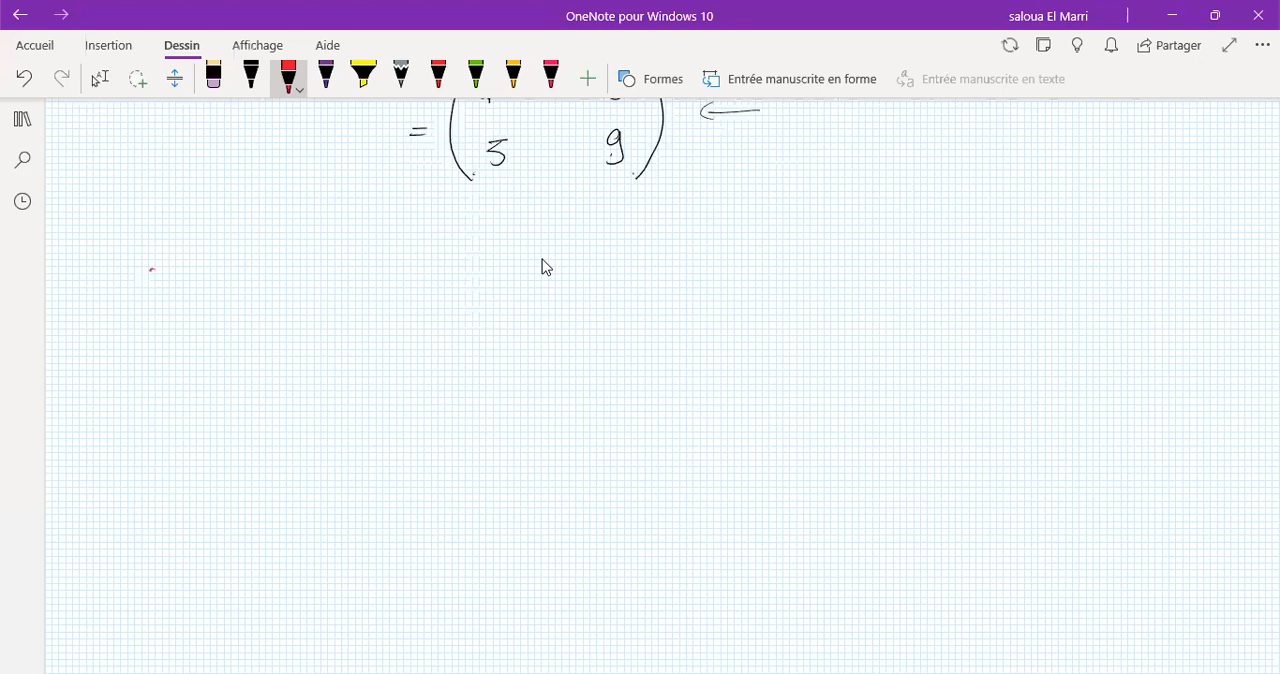 OneNote pour Windows 10
saloua El Marri
Accueil Insertion Dessin Affichage Aide
Partager
Formes
Entrée manuscrite en forme
Entrée manuscrite en texte
=
5 9